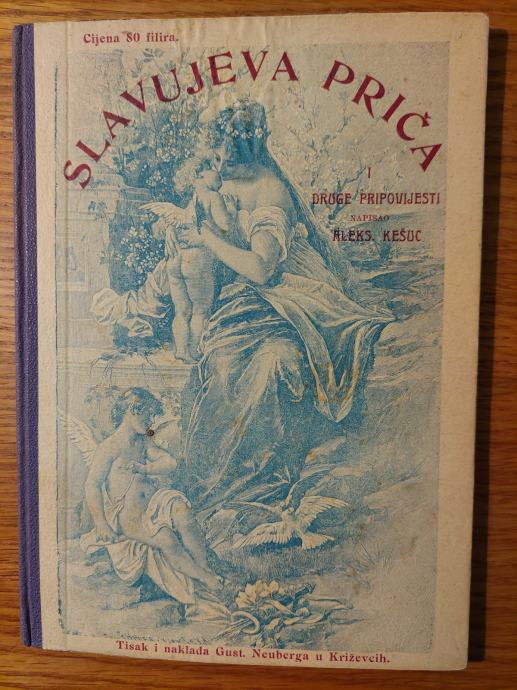 Cijena 80 filira.
SLAVUJEVA PRIČA
I
DRUGE PRIPOVIJESTI
NAPISAO
ALEKS. KEŠUC
Tisak i naklada Gust. Neuberga u Križevcih.